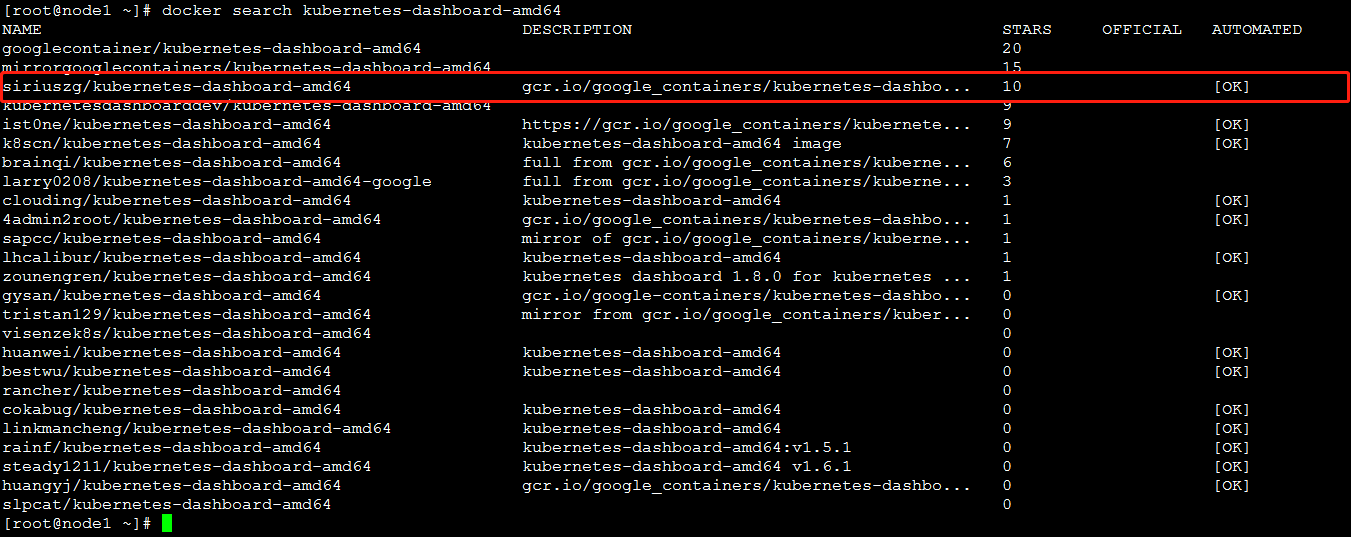 [root@node1 ~]# docker search kubernetes-dashboard-amd64
NAME DESCRIPTION STARS OFFICIAL AUTOMATED
googlecontainer/kubernetes-dashboard-amd64 20
mirrorgooglecontainers/kubernetes-dashboard-amd64 15
siriuszg/kubernetes-dashboard-amd64 gcr.io/google_containers/kubernetes-dashbo... 10 [OK]
kubernetesdashboarddev/kubernetes-dashboard-amd64 9
ist0ne/kubernetes-dashboard-amd64 https://gcr.io/google_containers/kubernete... 9 [OK]
k8scn/kubernetes-dashboard-amd64 kubernetes-dashboard-amd64 image 7 [OK]
brainqi/kubernetes-dashboard-amd64 full from gcr.io/google_containers/kuberne... 6
larry0208/kubernetes-dashboard-amd64-google full from gcr.io/google_containers/kuberne... 3
clouding/kubernetes-dashboard-amd64 kubernetes-dashboard-amd64 1 [OK]
4admin2root/kubernetes-dashboard-amd64 gcr.io/google_containers/kubernetes-dashbo... 1 [OK]
sapcc/kubernetes-dashboard-amd64 mirror of gcr.io/google_containers/kuberne... 1
lhcalibur/kubernetes-dashboard-amd64 kubernetes-dashboard-amd64 1 [OK]
zounengren/kubernetes-dashboard-amd64 kubernetes dashboard 1.8.0 for kubernetes ... 1
gysan/kubernetes-dashboard-amd64 gcr.io/google-containers/kubernetes-dashbo... 0 [OK]
tristan129/kubernetes-dashboard-amd64 mirror from gcr.io/google_containers/kuber... 0
visenzek8s/kubernetes-dashboard-amd64 0
huanwei/kubernetes-dashboard-amd64 kubernetes-dashboard-amd64 0 [OK]
bestwu/kubernetes-dashboard-amd64 kubernetes-dashboard-amd64 0 [OK]
rancher/kubernetes-dashboard-amd64 0
cokabug/kubernetes-dashboard-amd64 kubernetes-dashboard-amd64 0 [OK]
linkmancheng/kubernetes-dashboard-amd64 kubernetes-dashboard-amd64 0 [OK]
rainf/kubernetes-dashboard-amd64 kubernetes-dashboard-amd64:v1.5.1 0 [OK]
steady1211/kubernetes-dashboard-amd64 kubernetes-dashboard-amd64 v1.6.1 0 [OK]
huangyj/kubernetes-dashboard-amd64 gcr.io/google_containers/kubernetes-dashbo... 0 [OK]
slpcat/kubernetes-dashboard-amd64 0
[root@node1 ~]#